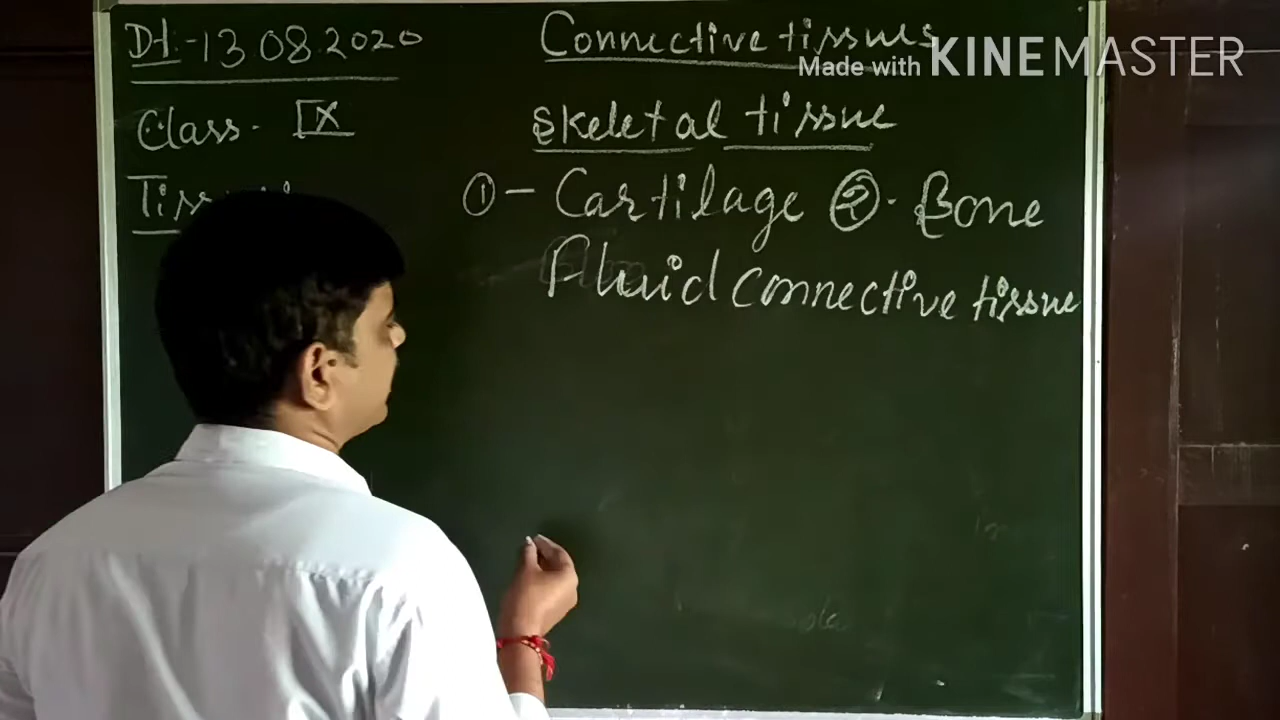 Dt.-13 08.2020
Class- IX
Connective tissues
Made with KINEMASTER
Skeletal tissue
① - Cartilage ②. Bone
Fluid connective tissue